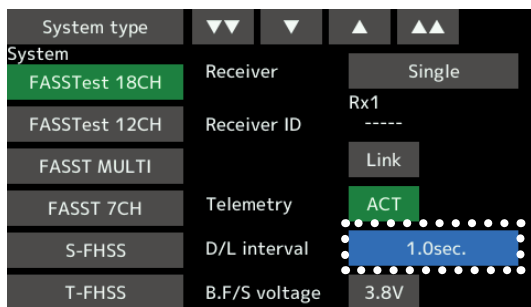 System type ▼▼ ▼ ▲ ▲▲
System
FASSTest 18CH
Receiver Single
Rx1
FASSTest 12CH
Receiver ID -----
FASST MULTI
Link
FASST 7CH
Telemetry ACT
S-FHSS
D/L interval 1.0sec.
T-FHSS
B.F/S voltage 3.8V